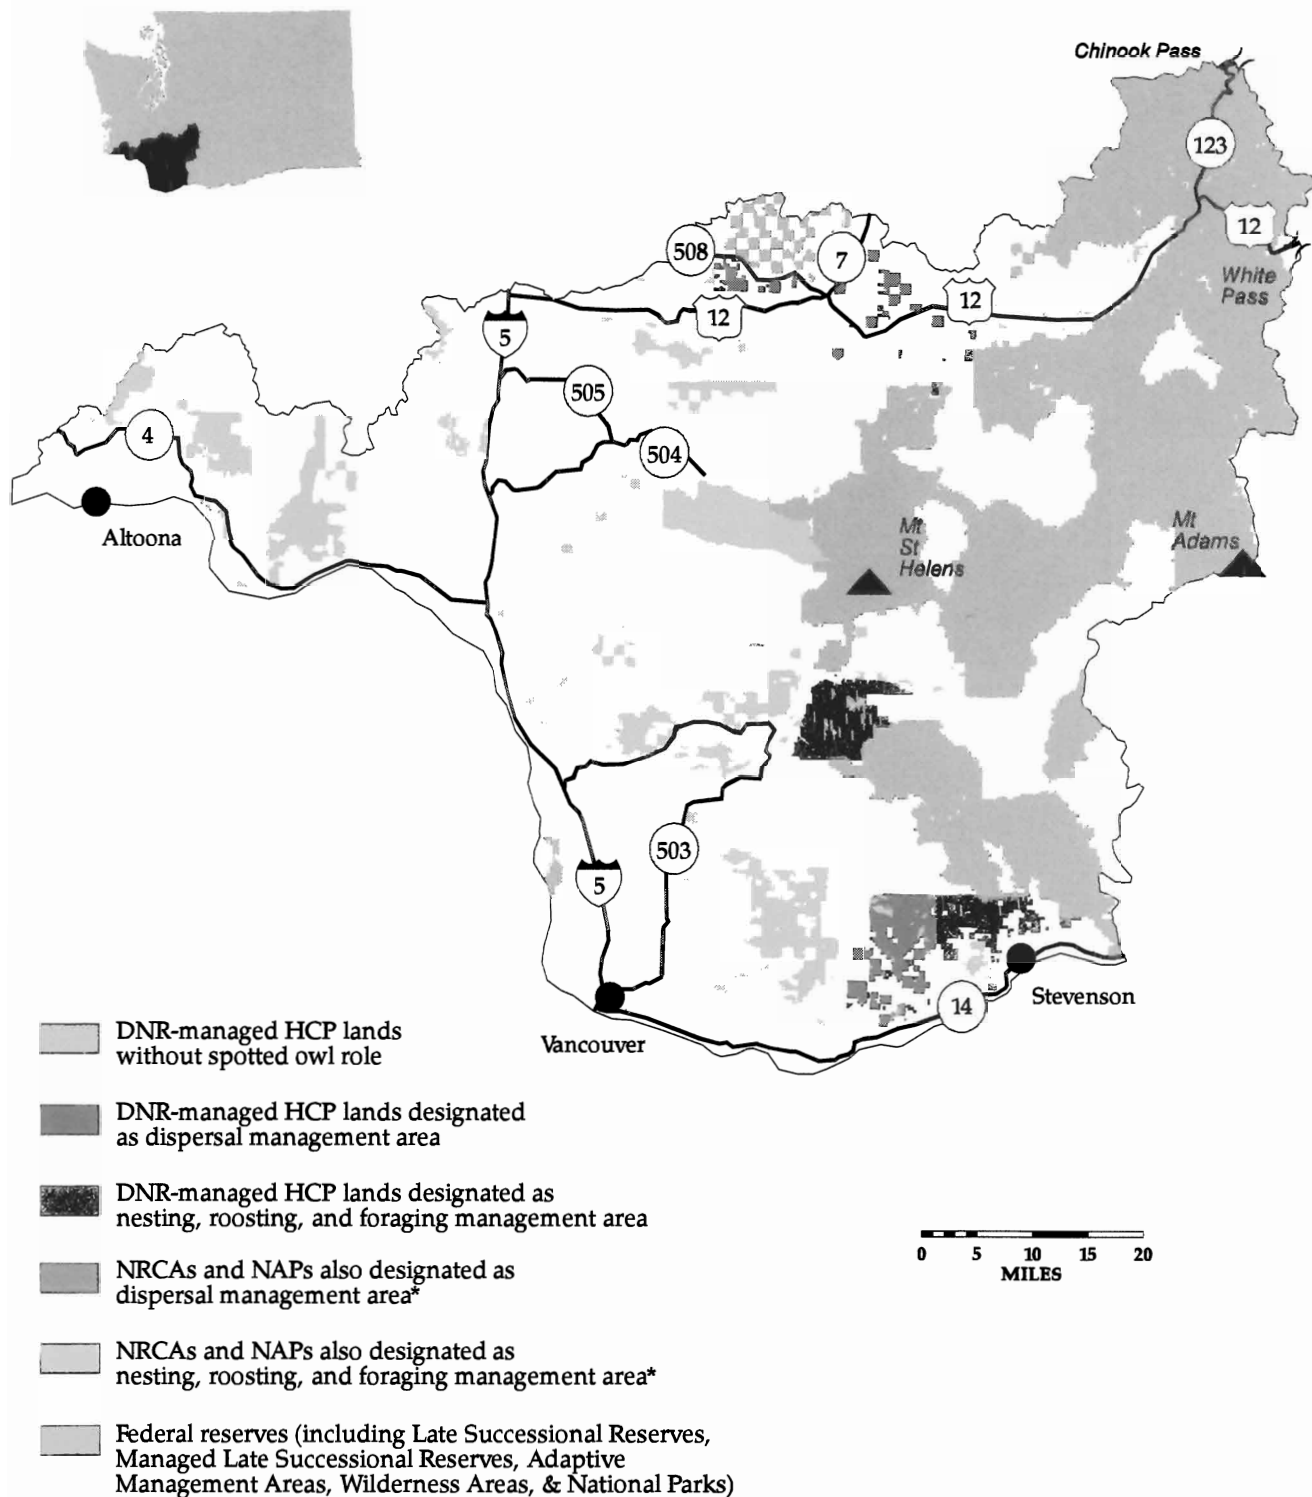 Chinook Pass
123
12
White
Pass
508
7
12
12
5
505
504
4
Altoona
Mt
St
Helens
Mt
Adams
503
5
14
Stevenson
Vancouver
DNR-managed HCP lands
without spotted owl role
DNR-managed HCP lands designated
as dispersal management area
DNR-managed HCP lands designated as
nesting, roosting, and foraging management area
NRCAs and NAPs also designated as
dispersal management area*
NRCAs and NAPs also designated as
nesting, roosting, and foraging management area*
Federal reserves (including Late Successional Reserves,
Managed Late Successional Reserves, Adaptive
Management Areas, Wilderness Areas, & National Parks)
0 5 10 15 20
MILES